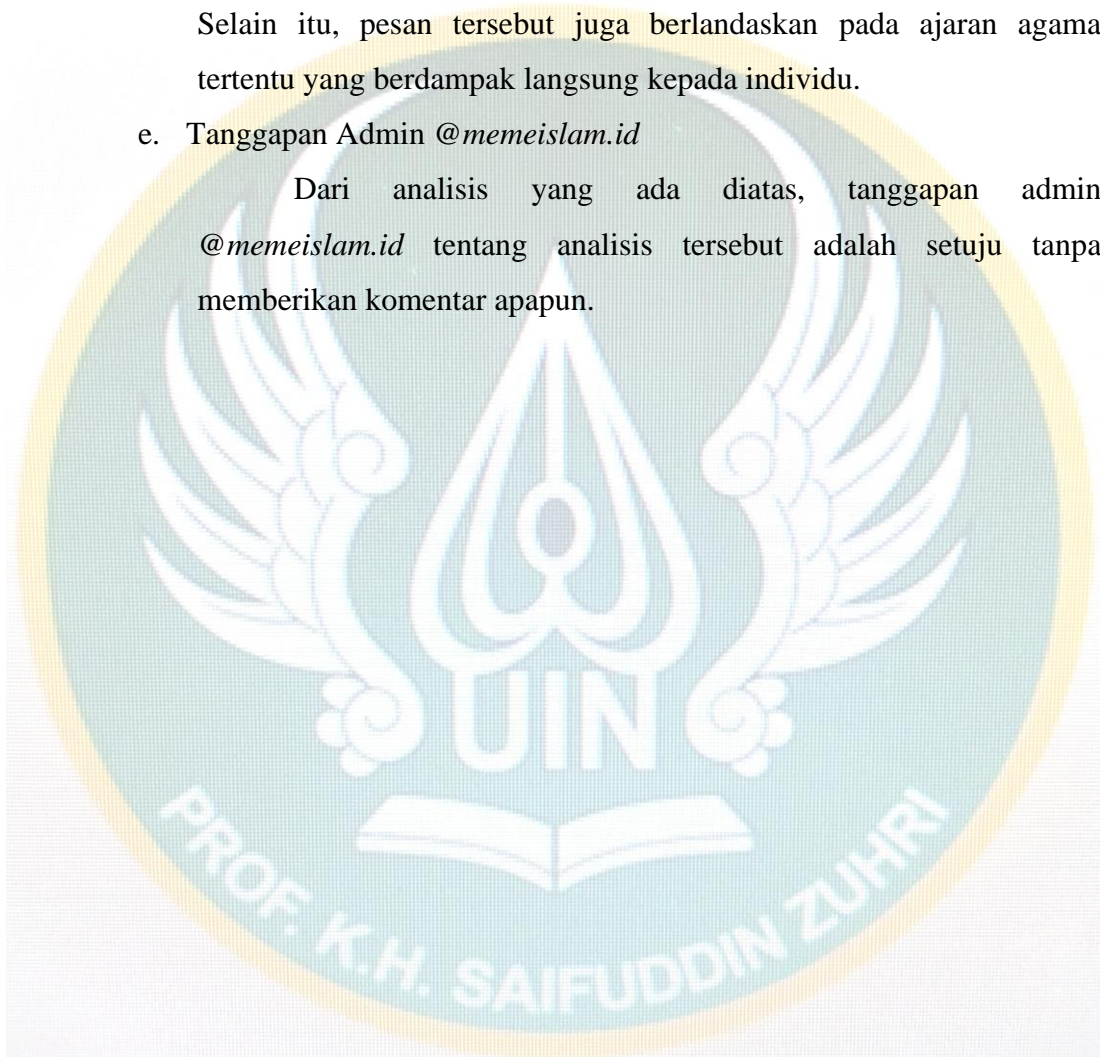 Selain itu, pesan tersebut juga berlandaskan pada ajaran agama
tertentu yang berdampak langsung kepada individu.
e. Tanggapan Admin @memeislam.id
Dari analisis yang ada diatas, tanggapan admin
@memeislam.id tentang analisis tersebut adalah setuju tanpa
memberikan komentar apapun.
UIN
PROF. K.H. SAIFUDDIN ZUHRI